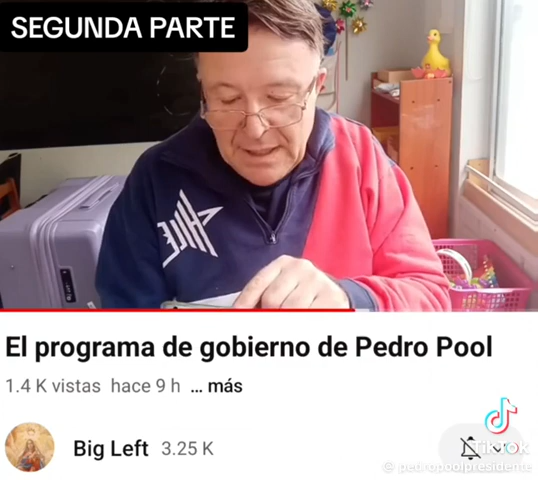 SEGUNDA PARTE
El programa de gobierno de Pedro Pool
1.4 K vistas hace 9 h ... más
Big Left 3.25 K
TikTok
@ pedropoolpresidente